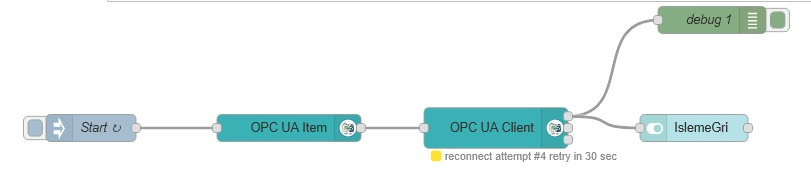 debug 1
Start ↻
OPC UA Item
OPC UA Client
IslemeGri
reconnect attempt #4 retry in 30 sec